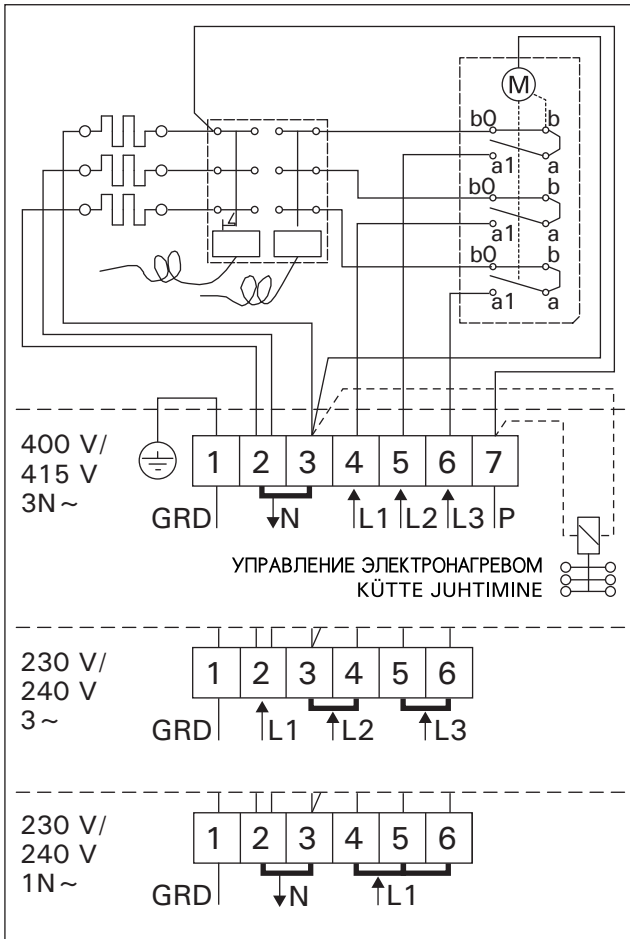 M
b0 b
a1 a
b0 b
a1 a
b0 b
a1 a
400 V/
415 V
3N~
1 2 3 4 5 6 7
GRD N L1 L2 L3 P
УПРАВЛЕНИЕ ЭЛЕКТРОНАГРЕВОМ
KÜTTE JUHTIMINE
230 V/
240 V
3~
1 2 3 4 5 6
GRD L1 L2 L3
230 V/
240 V
1N~
1 2 3 4 5 6
GRD N L1